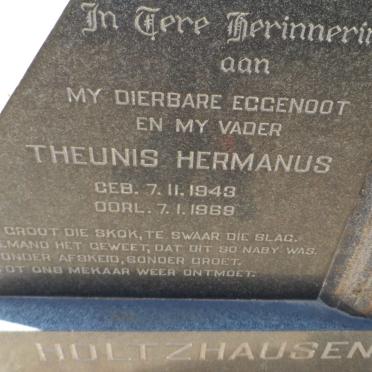 In Tere Herinnering
aan
MY DIERBARE EGGENOOT
EN MY VADER
THEUNIS HERMANUS
GEB. 7.11.1943
OORL. 7.1.1969
GROOT DIE SKOK, TE SWAAR DIE SLAG.
IEMAND HET GEWEET, DAT DIT SO NABY WAS.
SONDER AFSKEID, SONDER GROET.
TOT ONS MEKAAR WEER ONTMOET.
HOLTZHAUSEN